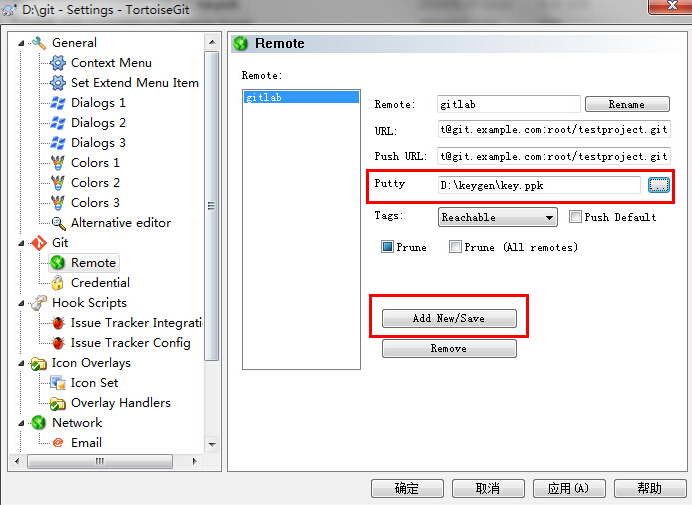 D:\git - Settings - TortoiseGit
General
Context Menu
Set Extend Menu Item
Dialogs 1
Dialogs 2
Dialogs 3
Colors 1
Colors 2
Colors 3
Alternative editor
Git
Remote
Credential
Hook Scripts
Issue Tracker Integrati
Issue Tracker Config
Icon Overlays
Icon Set
Overlay Handlers
Network
Email
Remote
Remote:
gitlab
Remote: gitlab Rename
URL: t@git.example.com:root/testproject.git
Push URL: t@git.example.com:root/testproject.git
Putty D:\keygen\key.ppk ...
Tags: Reachable Push Default
Prune Prune (All remotes)
Add New/Save
Remove
确定 取消 应用(A) 帮助